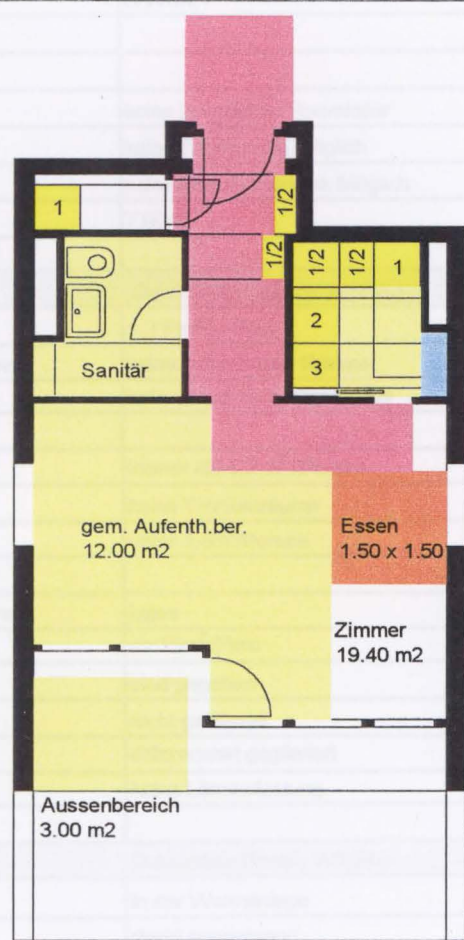 1
1/2
1/2
1/2
1/2
1
2
3
Sanitär
gem. Aufenth.ber.
12.00 m2
Essen
1.50 x 1.50
Zimmer
19.40 m2
Aussenbereich
3.00 m2